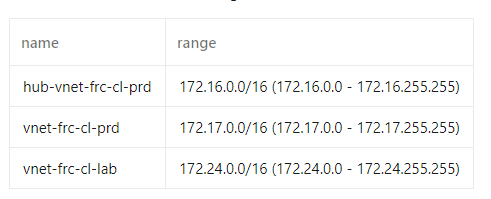 name range
hub-vnet-frc-cl-prd 172.16.0.0/16 (172.16.0.0 - 172.16.255.255)
vnet-frc-cl-prd 172.17.0.0/16 (172.17.0.0 - 172.17.255.255)
vnet-frc-cl-lab 172.24.0.0/16 (172.24.0.0 - 172.24.255.255)